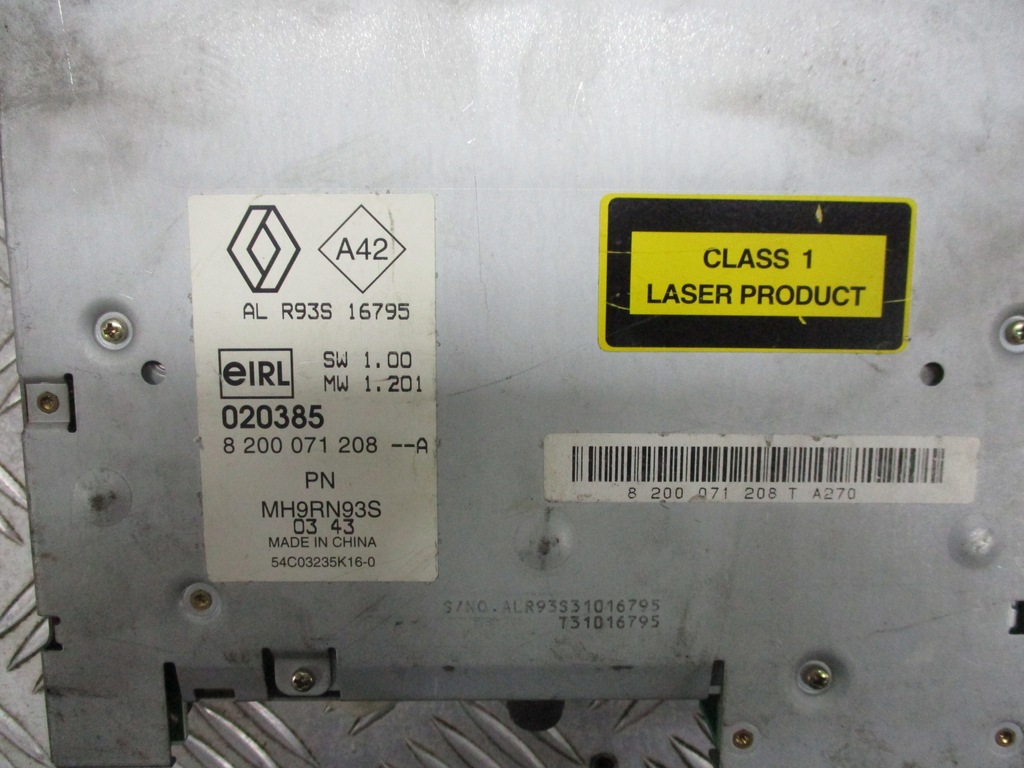 A42
AL R93S 16795
eIRL
SW 1.00
MW 1.201
020385
8 200 071 208 --A
PN
MH9RN93S
03 43
MADE IN CHINA
54C03235K16-0
CLASS 1
LASER PRODUCT
8 200 071 208 T A270
S/NO.ALR93S31016795
T31016795